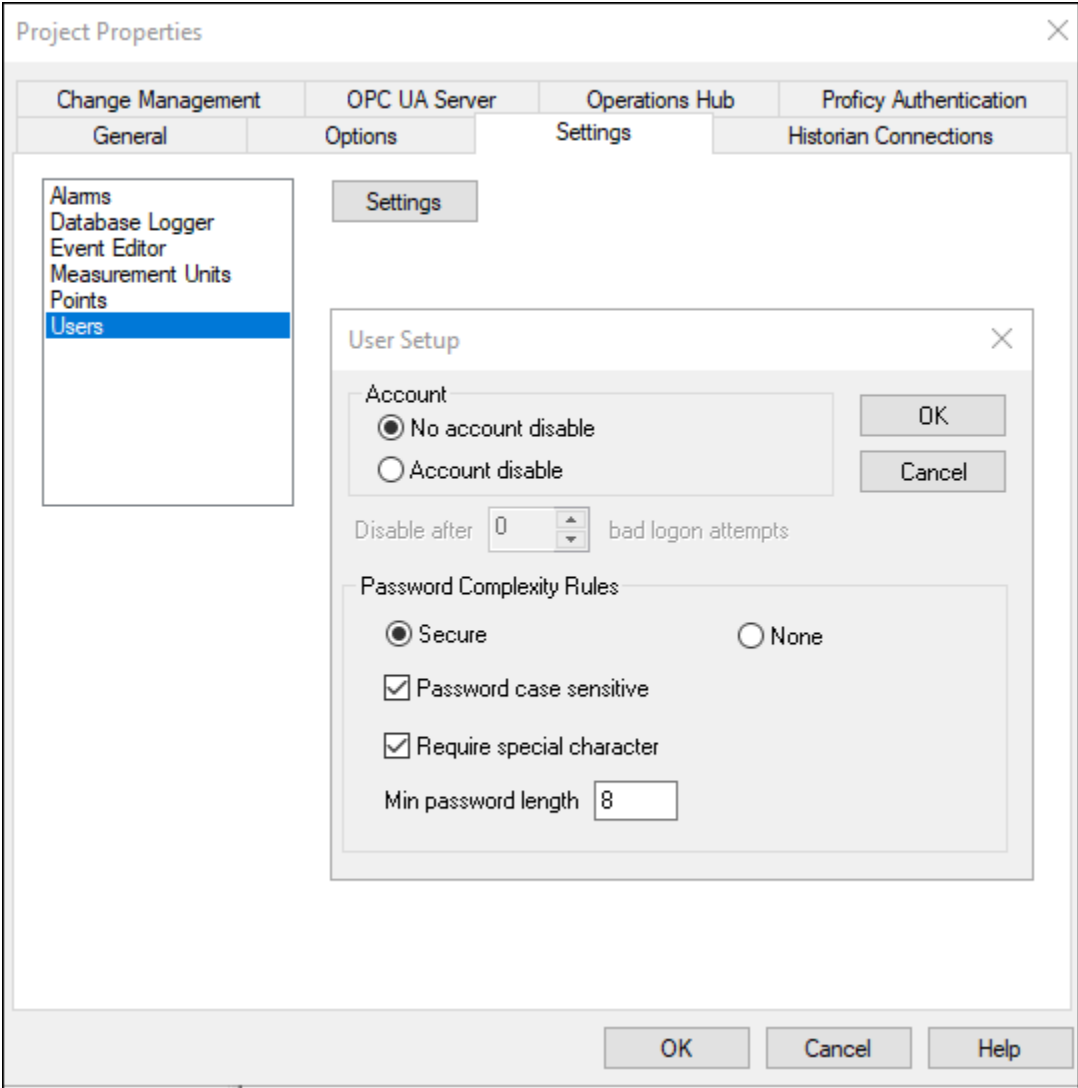 Project Properties
Change Management OPC UA Server Operations Hub Proficy Authentication
General Options Settings Historian Connections
Alarms
Database Logger
Event Editor
Measurement Units
Points
Users
Settings
User Setup
Account
No account disable
Account disable
OK
Cancel
Disable after 0 bad logon attempts
Password Complexity Rules
Secure None
Password case sensitive
Require special character
Min password length 8
OK Cancel Help